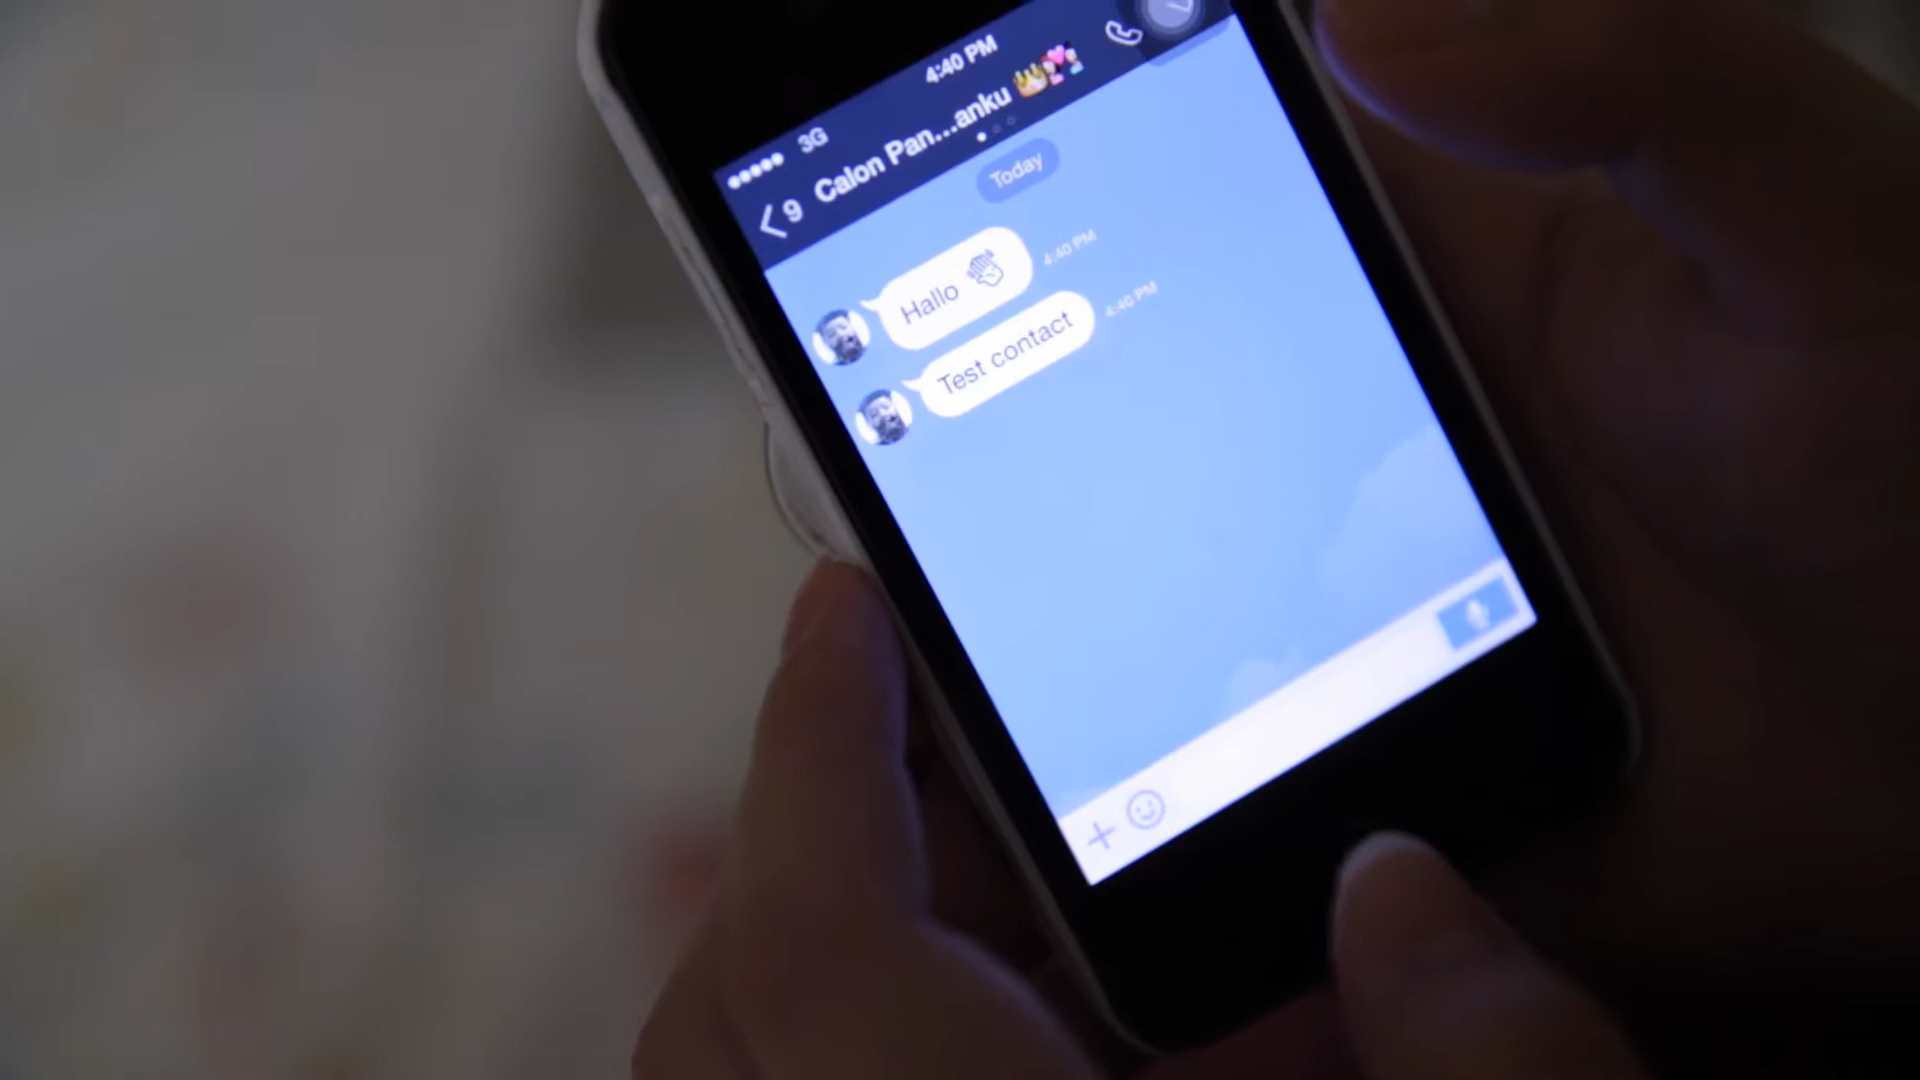 3G 4:40 PM
9 Calon Pan...anku 👑💑
Today
Hallo 👋 4:40 PM
Test contact 4:40 PM